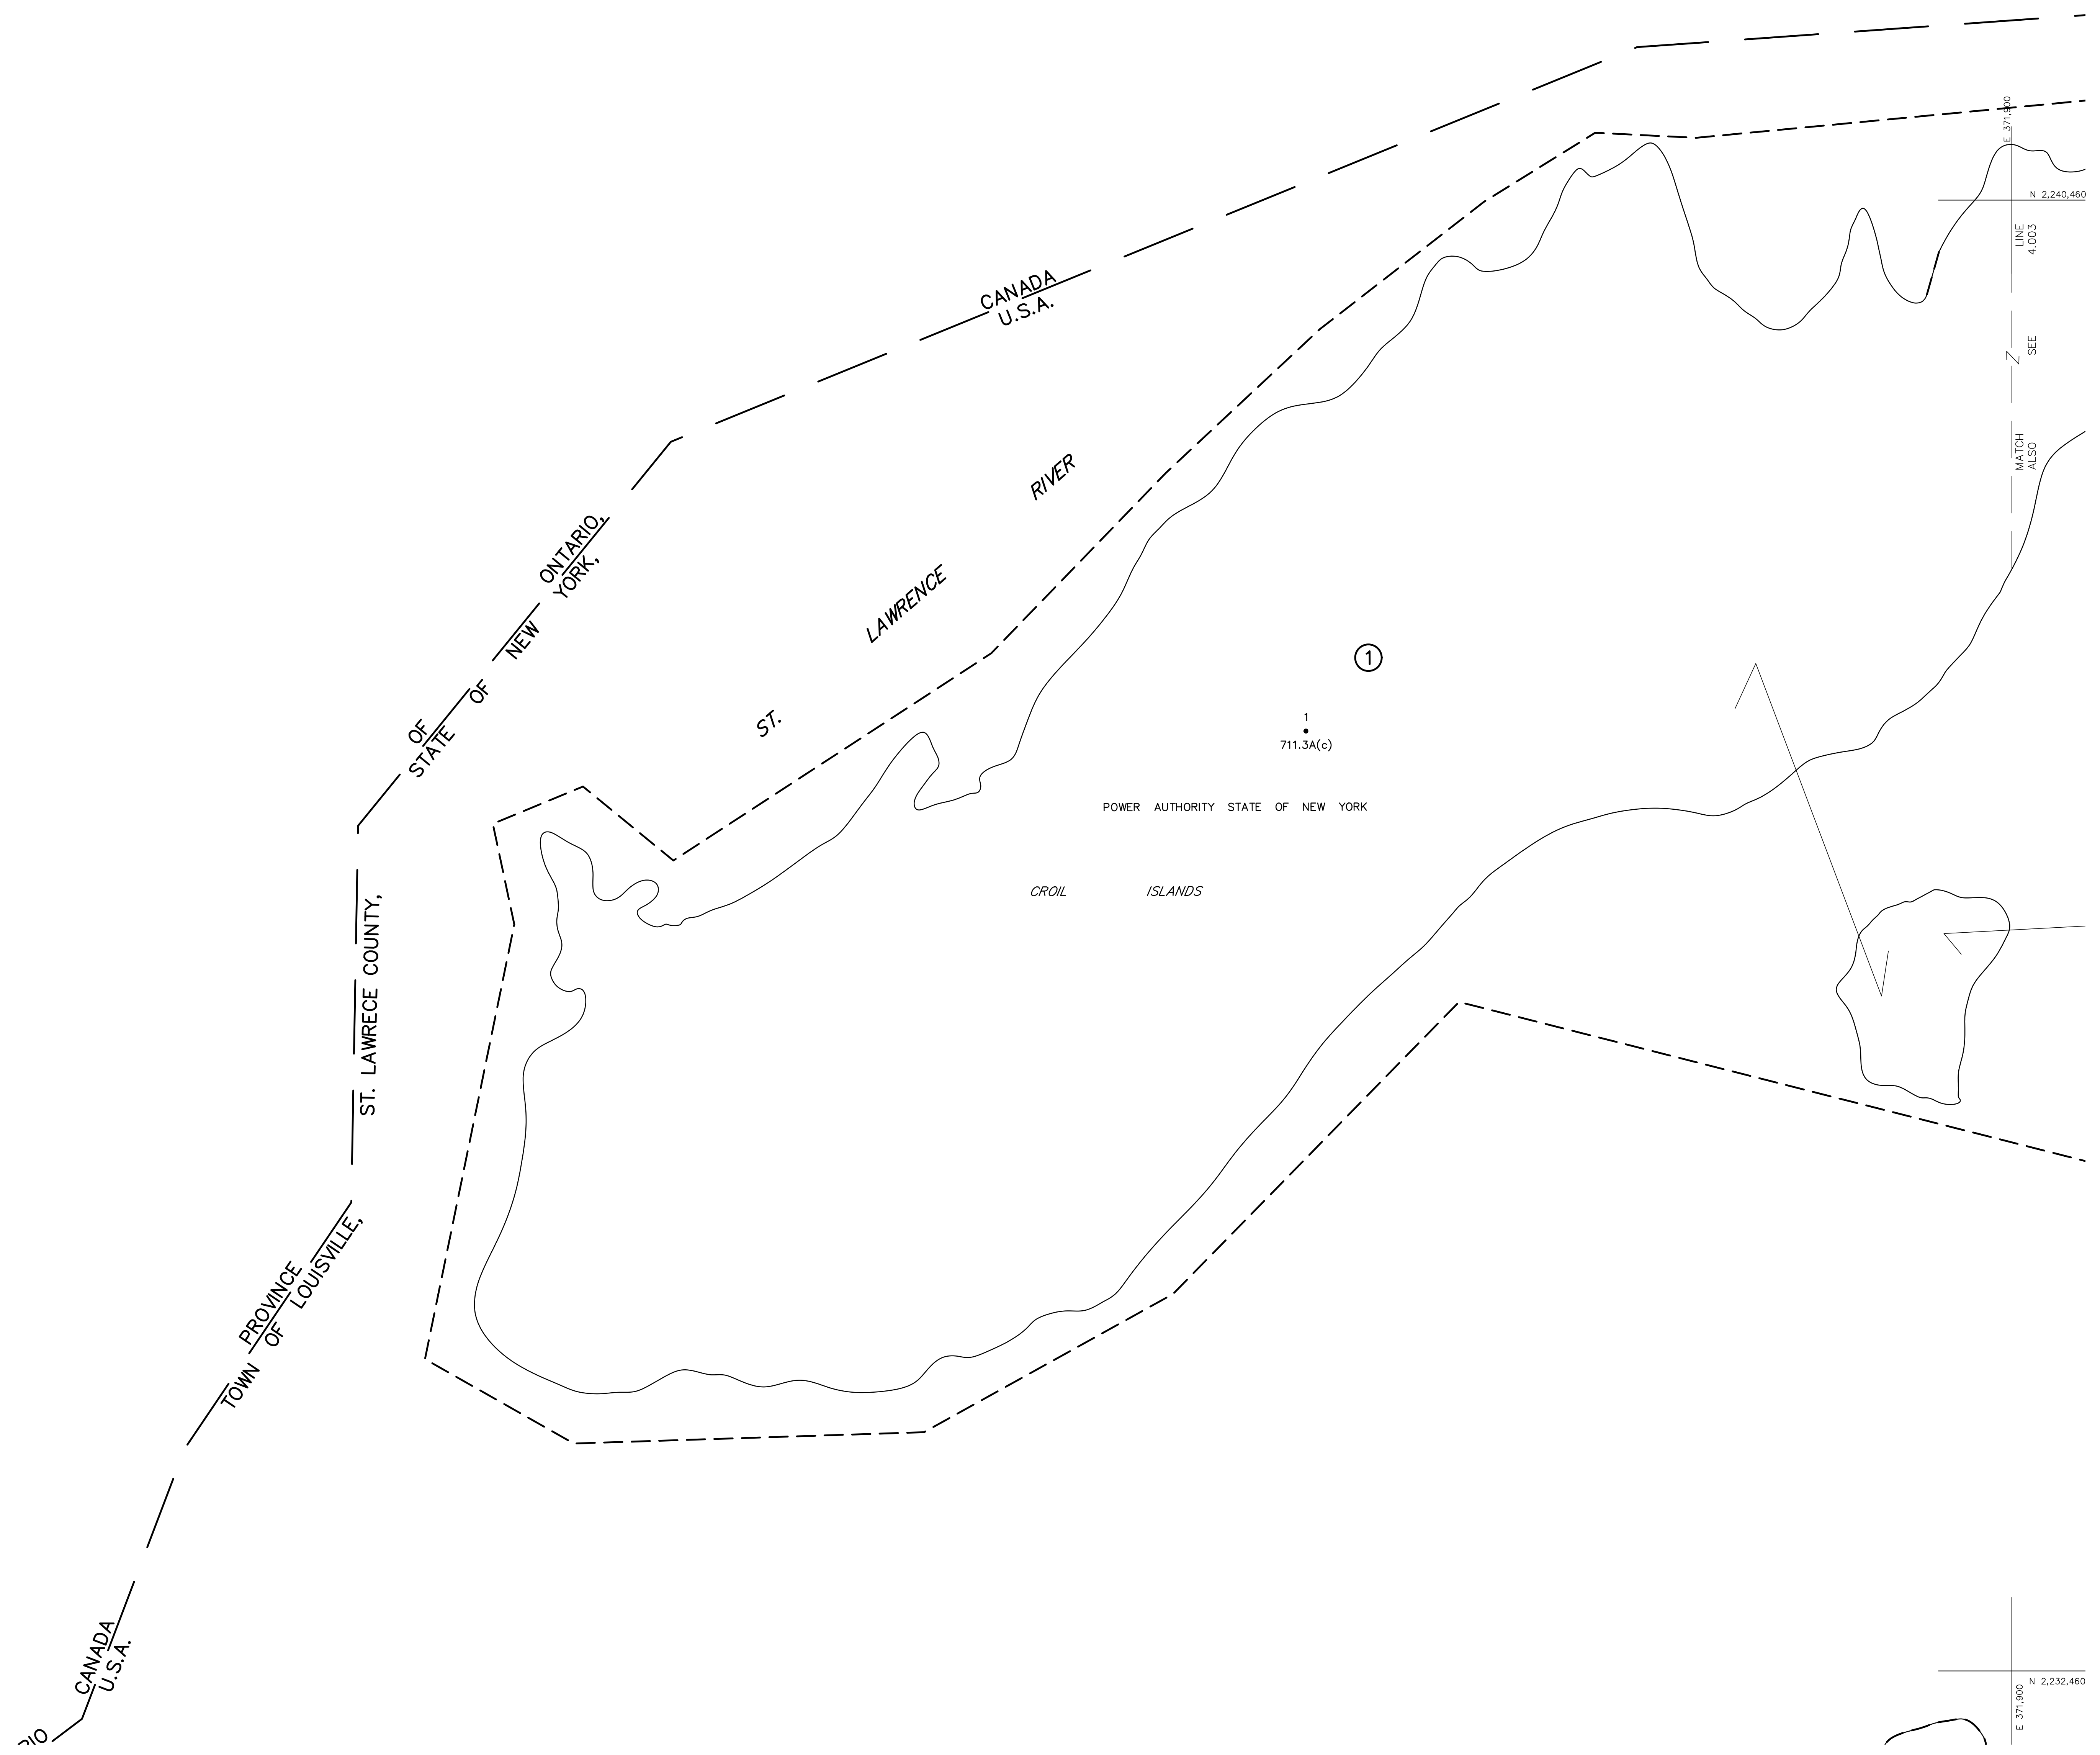 E 371,900
N 2,240,460
MATCH LINE
ALSO SEE 4.003
CANADA
U.S.A.
PROVINCE OF ONTARIO,
TOWN OF LOUISVILLE, ST. LAWRECE COUNTY, STATE OF NEW YORK,
CANADA
U.S.A.
ST. LAWRENCE RIVER
1
1
711.3A(c)
POWER AUTHORITY STATE OF NEW YORK
CROIL ISLANDS
N 2,232,460
E 371,900